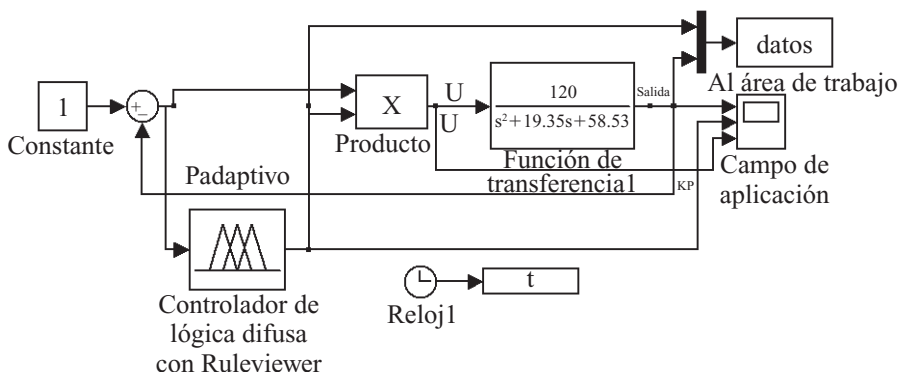 datos
Al área de trabajo
1
Constante
+
−
X
Producto
U
U
120
s²+19.35s+58.53
Función de
transferencia1
Salida
Campo de
aplicación
Padaptivo
KP
Controlador de
lógica difusa
con Ruleviewer
Reloj1
t